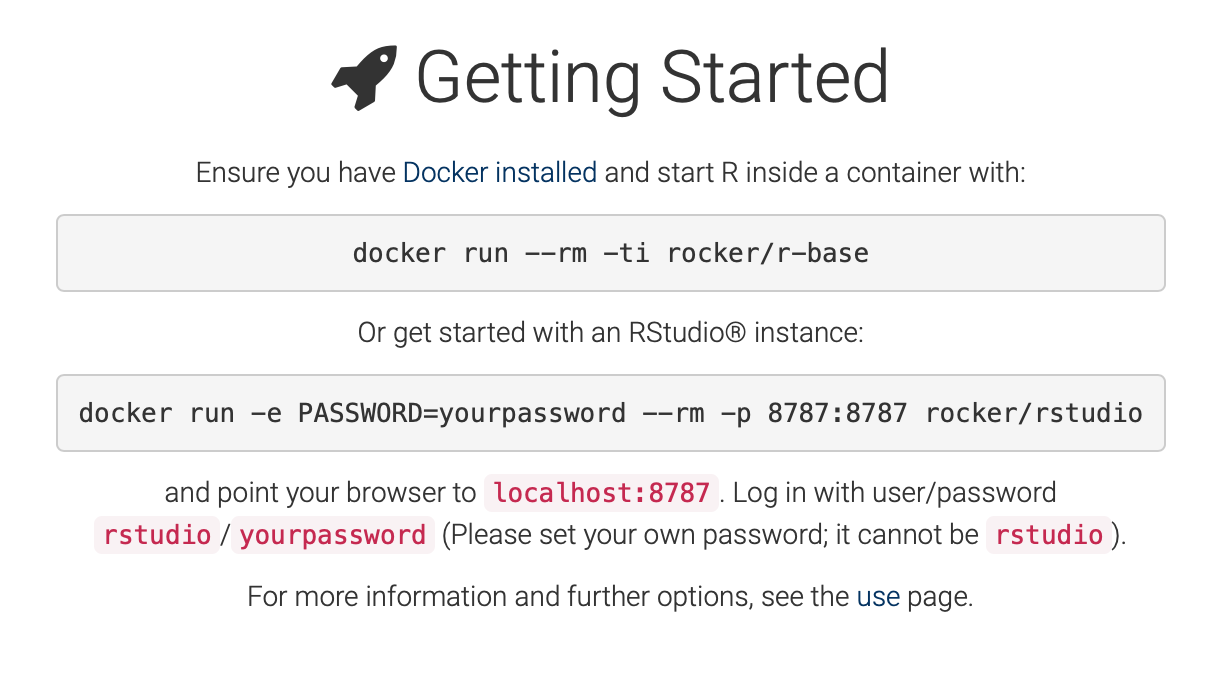 Getting Started
Ensure you have Docker installed and start R inside a container with:
docker run --rm -ti rocker/r-base
Or get started with an RStudio® instance:
docker run -e PASSWORD=yourpassword --rm -p 8787:8787 rocker/rstudio
and point your browser to localhost:8787. Log in with user/password
rstudio/yourpassword (Please set your own password; it cannot be rstudio).
For more information and further options, see the use page.